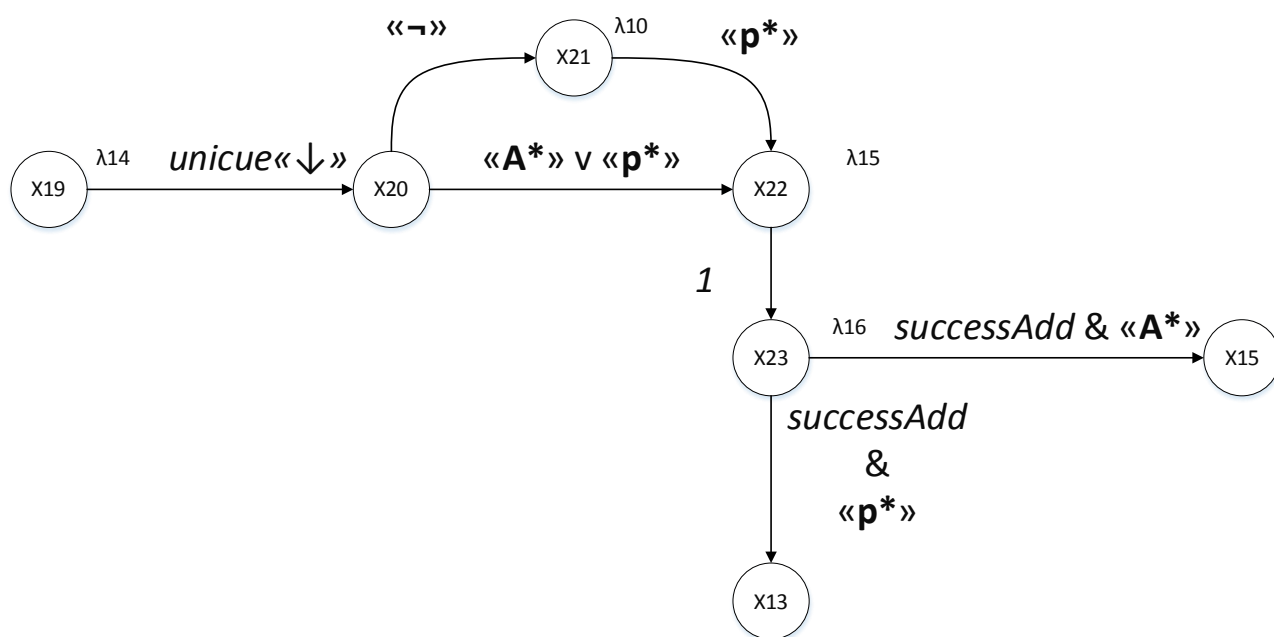 «¬»
λ10
«p*»
X21
λ14
unicue«↓»
«A*» v «p*»
λ15
X19
X20
X22
1
λ16
successAdd & «A*»
X23
X15
successAdd
&
«p*»
X13